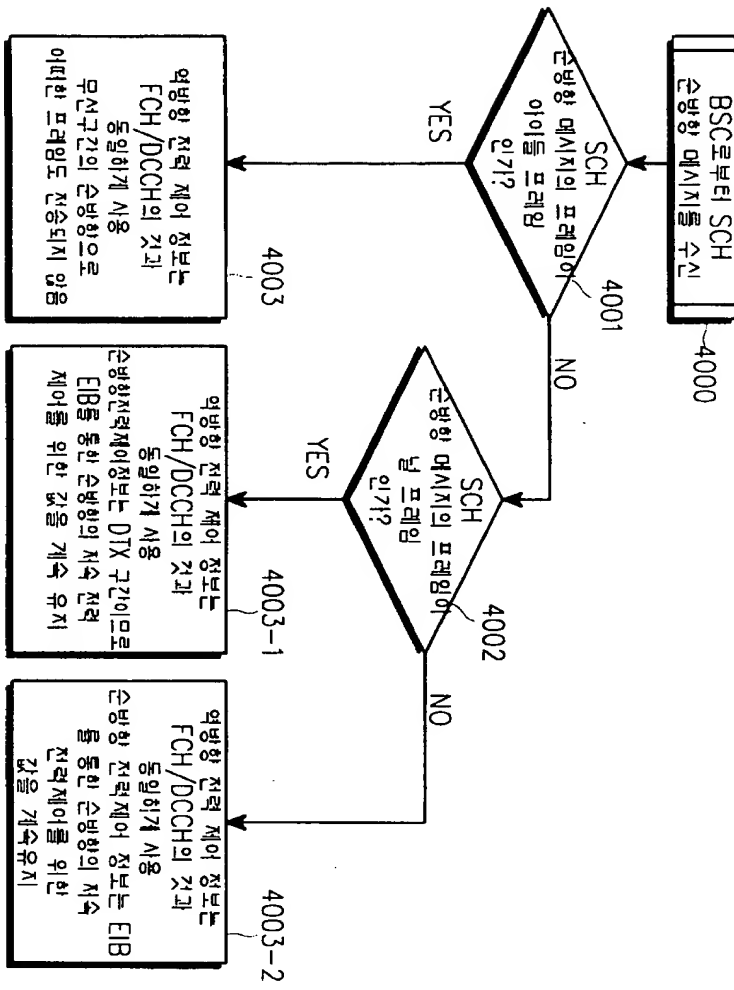 BSC로부터 SCH
순방향 메시지를 수신
4000
SCH
순방향 메시지의 프레임이
아이들 프레임
인가?
4001
YES
NO
역방향 전력 제어 정보는
FCH/DCCH의 것과
동일하게 사용
무선구간의 순방향으로
어떠한 프레임도 전송되지 않음
4003
SCH
순방향 메시지의 프레임이
널 프레임
인가?
4002
YES
NO
역방향 전력 제어 정보는
FCH/DCCH의 것과
동일하게 사용
순방향전력제어정보는 DTX 구간이므로
EIB를 통한 순방향의 저속 전력
제어를 위한 값을 계속 유지
4003-1
역방향 전력 제어 정보는
FCH/DCCH의 것과
동일하게 사용
순방향 전력제어 정보는 EIB
를 통한 순방향의 저속
전력제어를 위한
값을 계속유지
4003-2